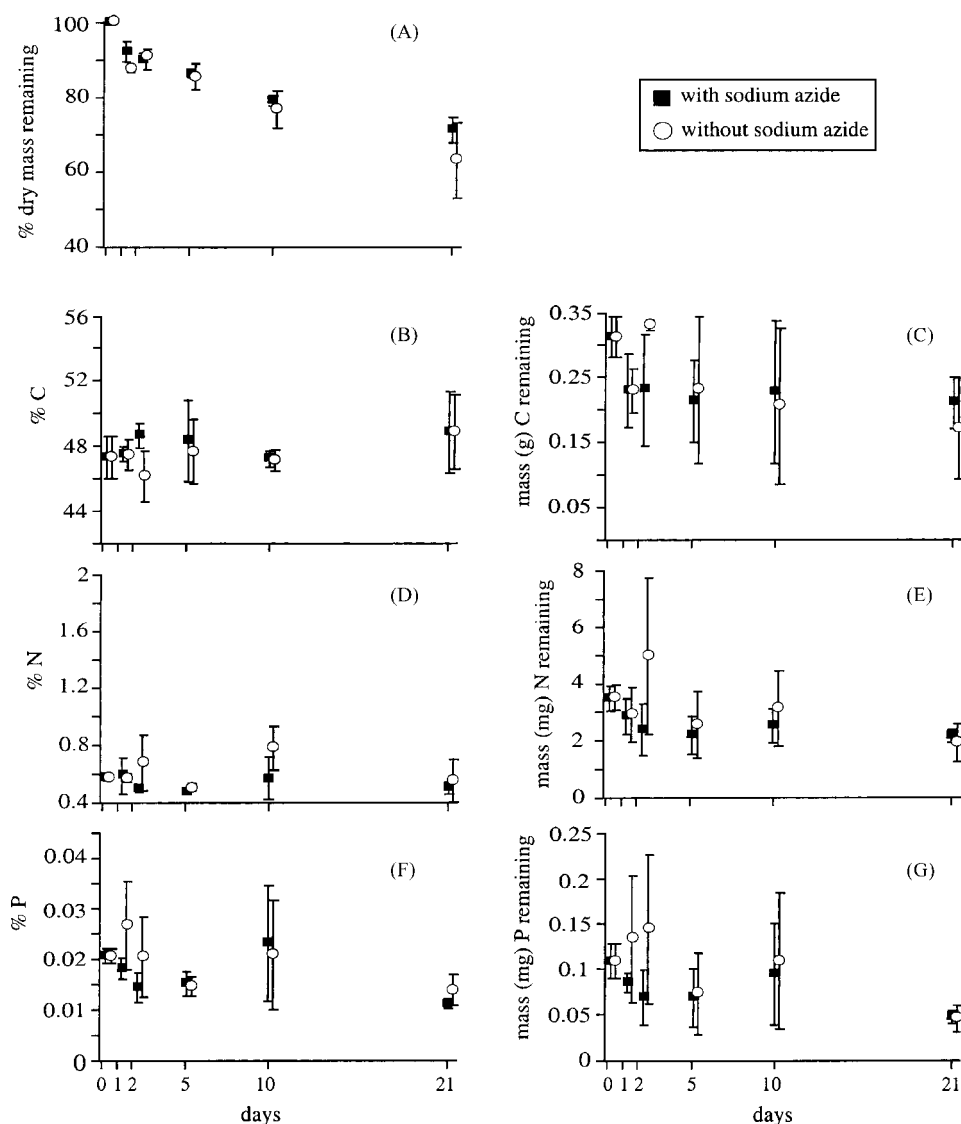 100
80
60
40
% dry mass remaining
(A)
with sodium azide
without sodium azide
56
52
48
44
% C
(B)
0.35
0.25
0.15
0.05
mass (g) C remaining
(C)
2
1.6
1.2
0.8
0.4
% N
(D)
8
6
4
2
0
mass (mg) N remaining
(E)
0.04
0.03
0.02
0.01
0
% P
(F)
0 1 2 5 10 21
days
0.25
0.2
0.15
0.1
0.05
0
mass (mg) P remaining
(G)
0 1 2 5 10 21
days